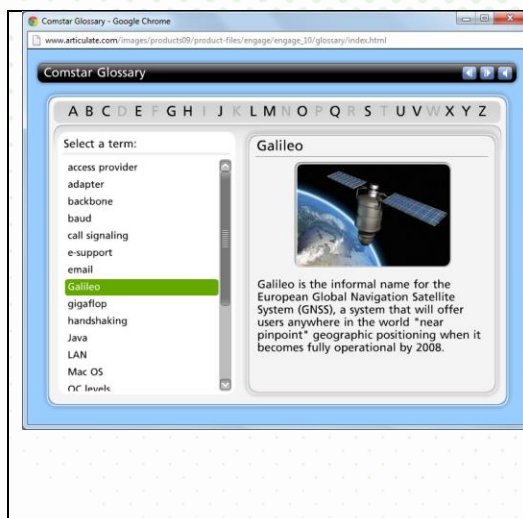 Comstar Glossary - Google Chrome
www.articulate.com/images/products09/product-files/engage/engage_10/glossary/index.html
Comstar Glossary
A B C D E F G H I J K L M N O P Q R S T U V W X Y Z
Select a term:
access provider
adapter
backbone
baud
call signaling
e-support
email
Galileo
gigaflop
handshaking
Java
LAN
Mac OS
OC levels
Galileo
Galileo is the informal name for the
European Global Navigation Satellite
System (GNSS), a system that will offer
users anywhere in the world "near
pinpoint" geographic positioning when it
becomes fully operational by 2008.